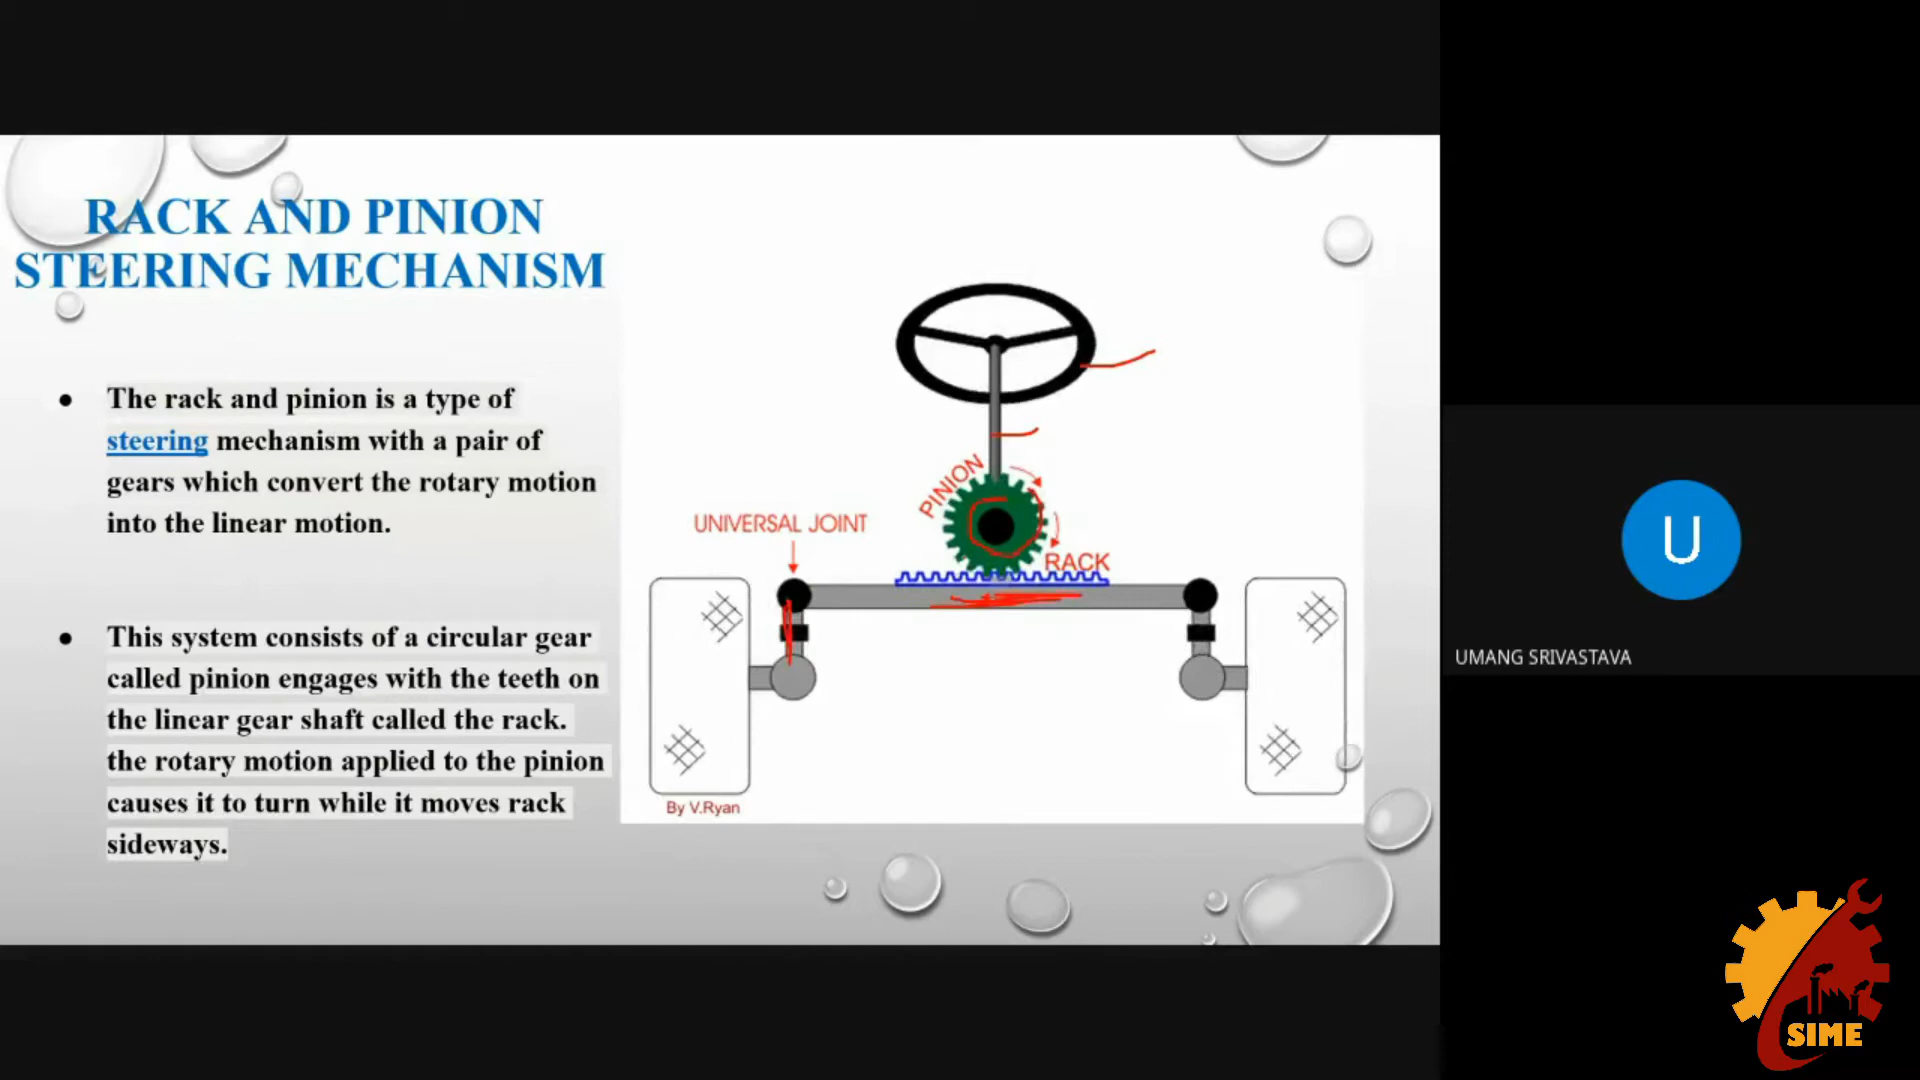 RACK AND PINION
STEERING MECHANISM
● The rack and pinion is a type of
steering mechanism with a pair of
gears which convert the rotary motion
into the linear motion.
● This system consists of a circular gear
called pinion engages with the teeth on
the linear gear shaft called the rack.
the rotary motion applied to the pinion
causes it to turn while it moves rack
sideways.
PINION
UNIVERSAL JOINT
RACK
By V.Ryan
U
UMANG SRIVASTAVA
SIME